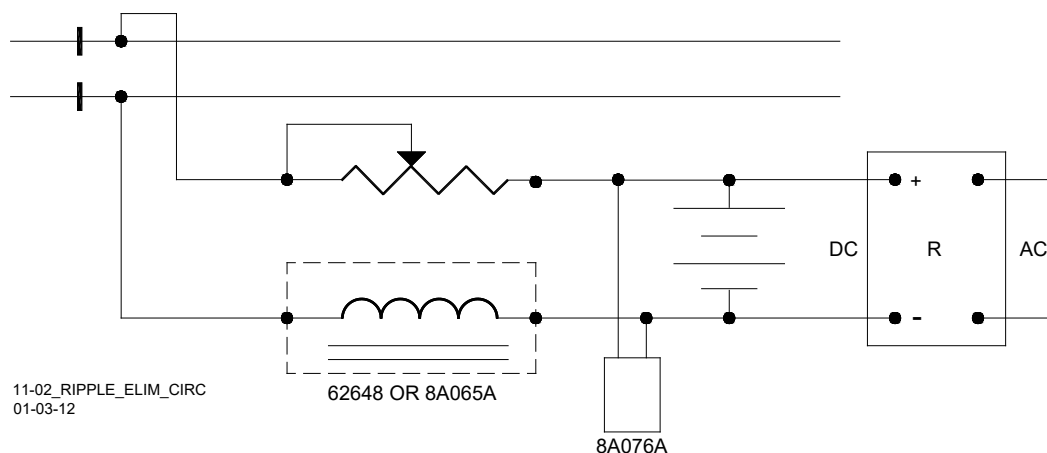 DC
+
R
-
AC
62648 OR 8A065A
11-02_RIPPLE_ELIM_CIRC
01-03-12
8A076A